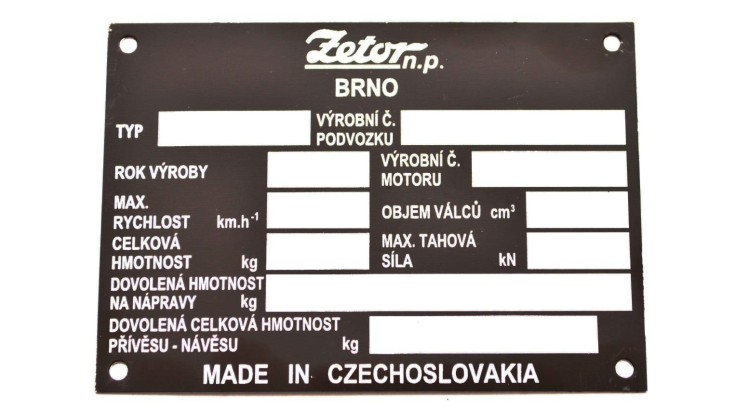 Zetor n.p.
BRNO
TYP VÝROBNÍ Č. PODVOZKU
ROK VÝROBY VÝROBNÍ Č. MOTORU
MAX. RYCHLOST km.h⁻¹ OBJEM VÁLCŮ cm³
CELKOVÁ HMOTNOST kg MAX. TAHOVÁ SÍLA kN
DOVOLENÁ HMOTNOST
NA NÁPRAVY kg
DOVOLENÁ CELKOVÁ HMOTNOST
PŘÍVĚSU - NÁVĚSU kg
MADE IN CZECHOSLOVAKIA